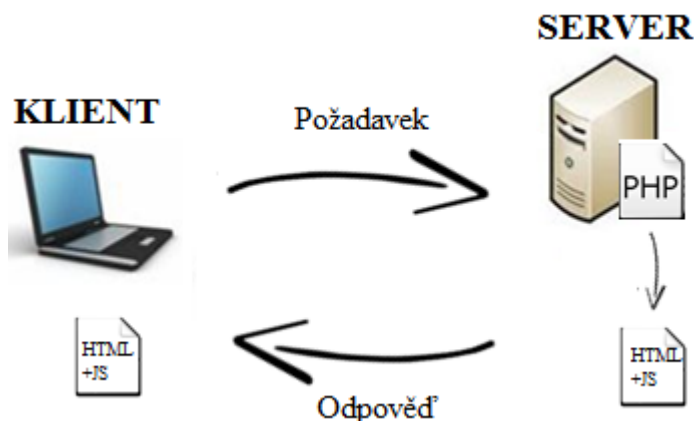 SERVER
KLIENT
Požadavek
PHP
HTML
+JS
HTML
+JS
Odpověď